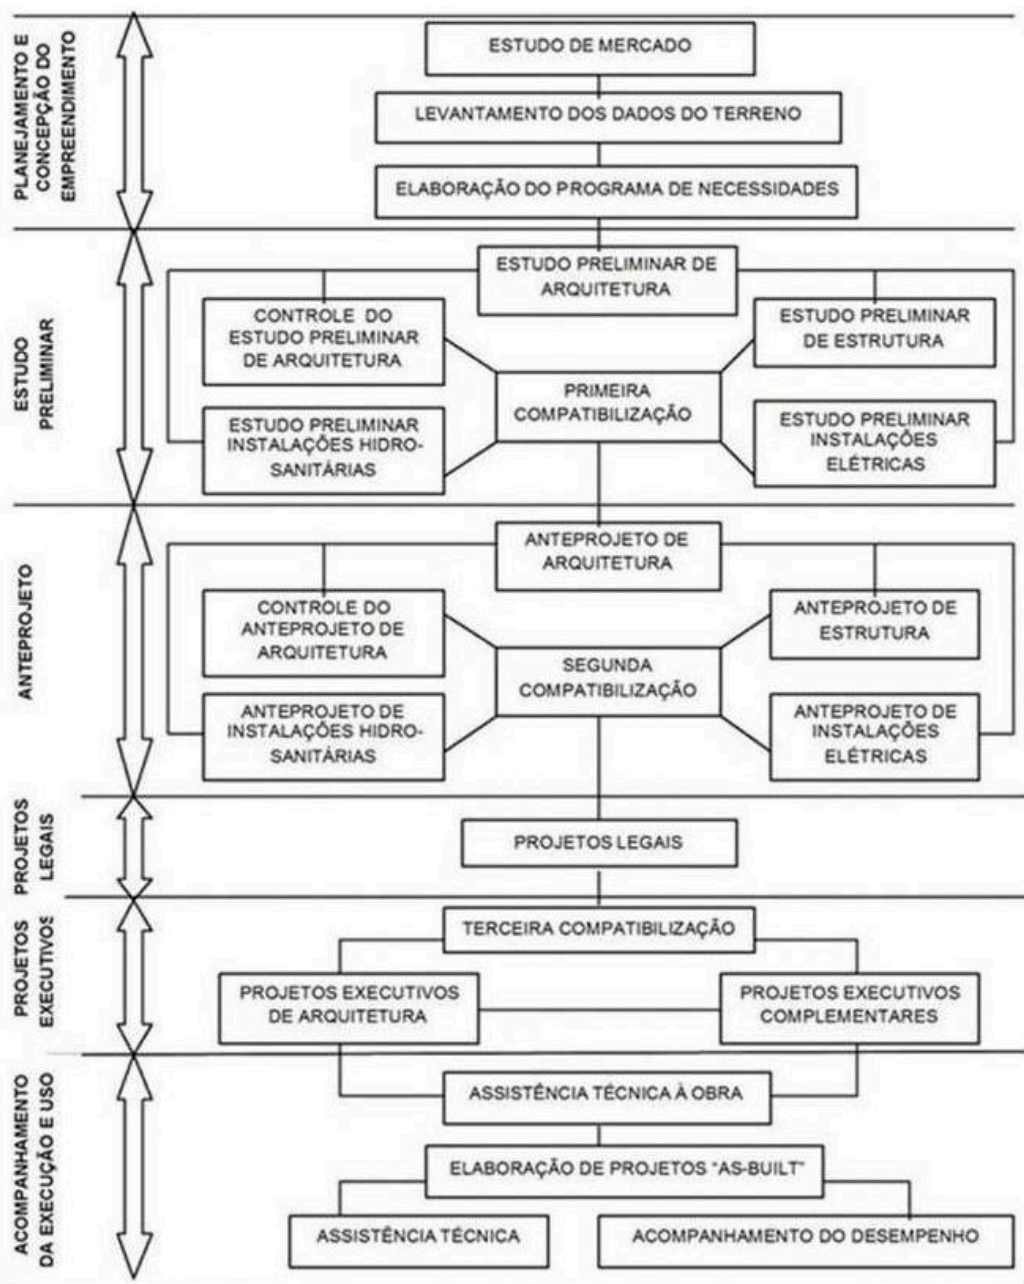 PLANEJAMENTO E
CONCEPÇÃO DO
EMPREENDIMENTO
ESTUDO DE MERCADO
LEVANTAMENTO DOS DADOS DO TERRENO
ELABORAÇÃO DO PROGRAMA DE NECESSIDADES
ESTUDO
PRELIMINAR
ESTUDO PRELIMINAR DE
ARQUITETURA
CONTROLE DO
ESTUDO PRELIMINAR
DE ARQUITETURA
ESTUDO PRELIMINAR
DE ESTRUTURA
PRIMEIRA
COMPATIBILIZAÇÃO
ESTUDO PRELIMINAR
INSTALAÇÕES HIDRO-
SANITÁRIAS
ESTUDO PRELIMINAR
INSTALAÇÕES
ELÉTRICAS
ANTEPROJETO
ANTEPROJETO DE
ARQUITETURA
CONTROLE DO
ANTEPROJETO DE
ARQUITETURA
ANTEPROJETO DE
ESTRUTURA
SEGUNDA
COMPATIBILIZAÇÃO
ANTEPROJETO DE
INSTALAÇÕES HIDRO-
SANITÁRIAS
ANTEPROJETO DE
INSTALAÇÕES
ELÉTRICAS
PROJETOS
LEGAIS
PROJETOS LEGAIS
PROJETOS
EXECUTIVOS
TERCEIRA COMPATIBILIZAÇÃO
PROJETOS EXECUTIVOS
DE ARQUITETURA
PROJETOS EXECUTIVOS
COMPLEMENTARES
ACOMPANHAMENTO
DA EXECUÇÃO E USO
ASSISTÊNCIA TÉCNICA À OBRA
ELABORAÇÃO DE PROJETOS "AS-BUILT"
ASSISTÊNCIA TÉCNICA
ACOMPANHAMENTO DO DESEMPENHO